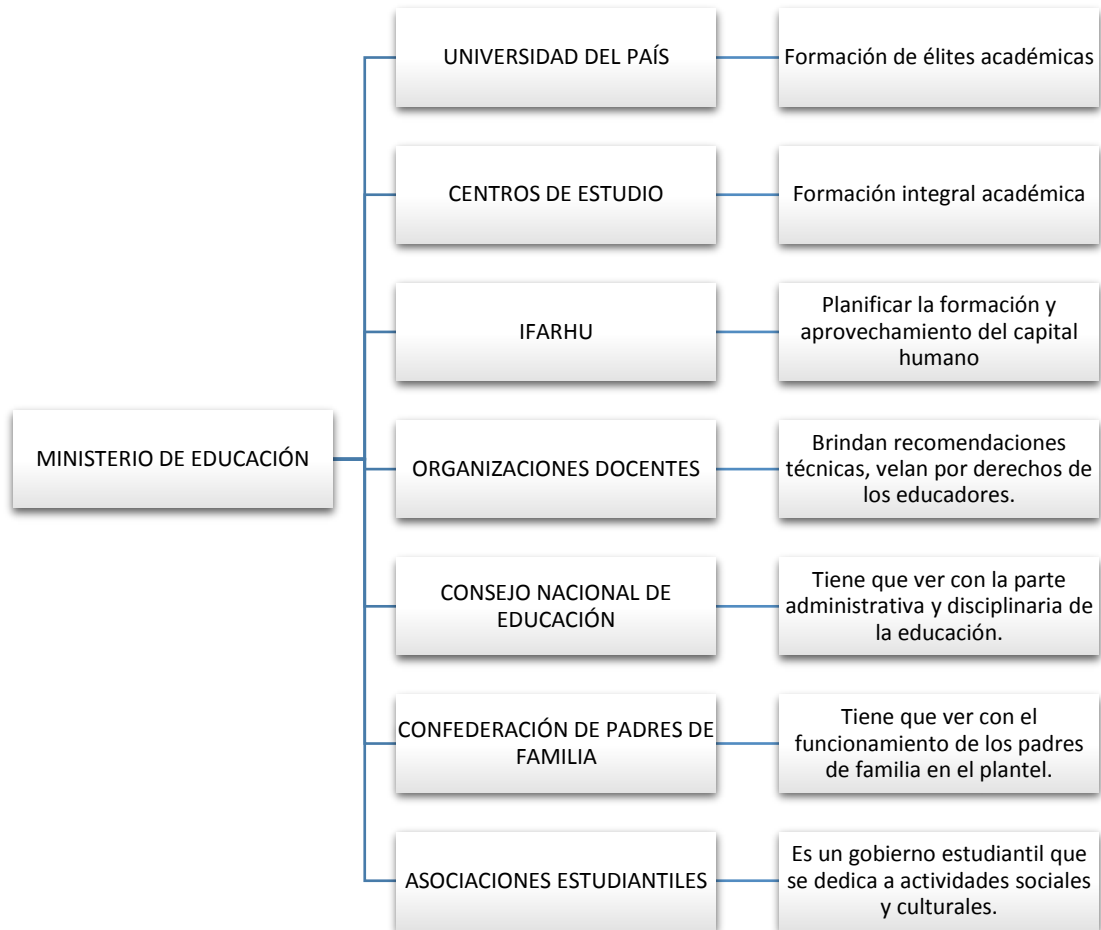 UNIVERSIDAD DEL PAÍS
Formación de élites académicas
CENTROS DE ESTUDIO
Formación integral académica
IFARHU
Planificar la formación y
aprovechamiento del capital
humano
MINISTERIO DE EDUCACIÓN
ORGANIZACIONES DOCENTES
Brindan recomendaciones
técnicas, velan por derechos de
los educadores.
CONSEJO NACIONAL DE
EDUCACIÓN
Tiene que ver con la parte
administrativa y disciplinaria de
la educación.
CONFEDERACIÓN DE PADRES DE
FAMILIA
Tiene que ver con el
funcionamiento de los padres
de familia en el plantel.
ASOCIACIONES ESTUDIANTILES
Es un gobierno estudiantil que
se dedica a actividades sociales
y culturales.